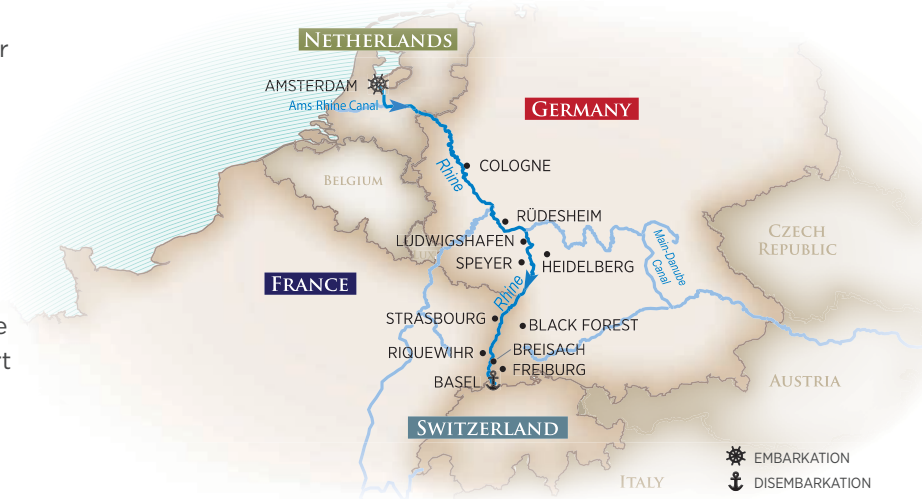 r
NETHERLANDS
AMSTERDAM
Ams-Rhine Canal
GERMANY
Rhine
COLOGNE
BELGIUM
RÜDESHEIM
LUDWIGSHAFEN
LUX
Main-Danube
Canal
CZECH
REPUBLIC
SPEYER
HEIDELBERG
FRANCE
Rhine
STRASBOURG
BLACK FOREST
e
RIQUEWIHR
BREISACH
t
FREIBURG
BASEL
AUSTRIA
SWITZERLAND
EMBARKATION
ITALY
DISEMBARKATION